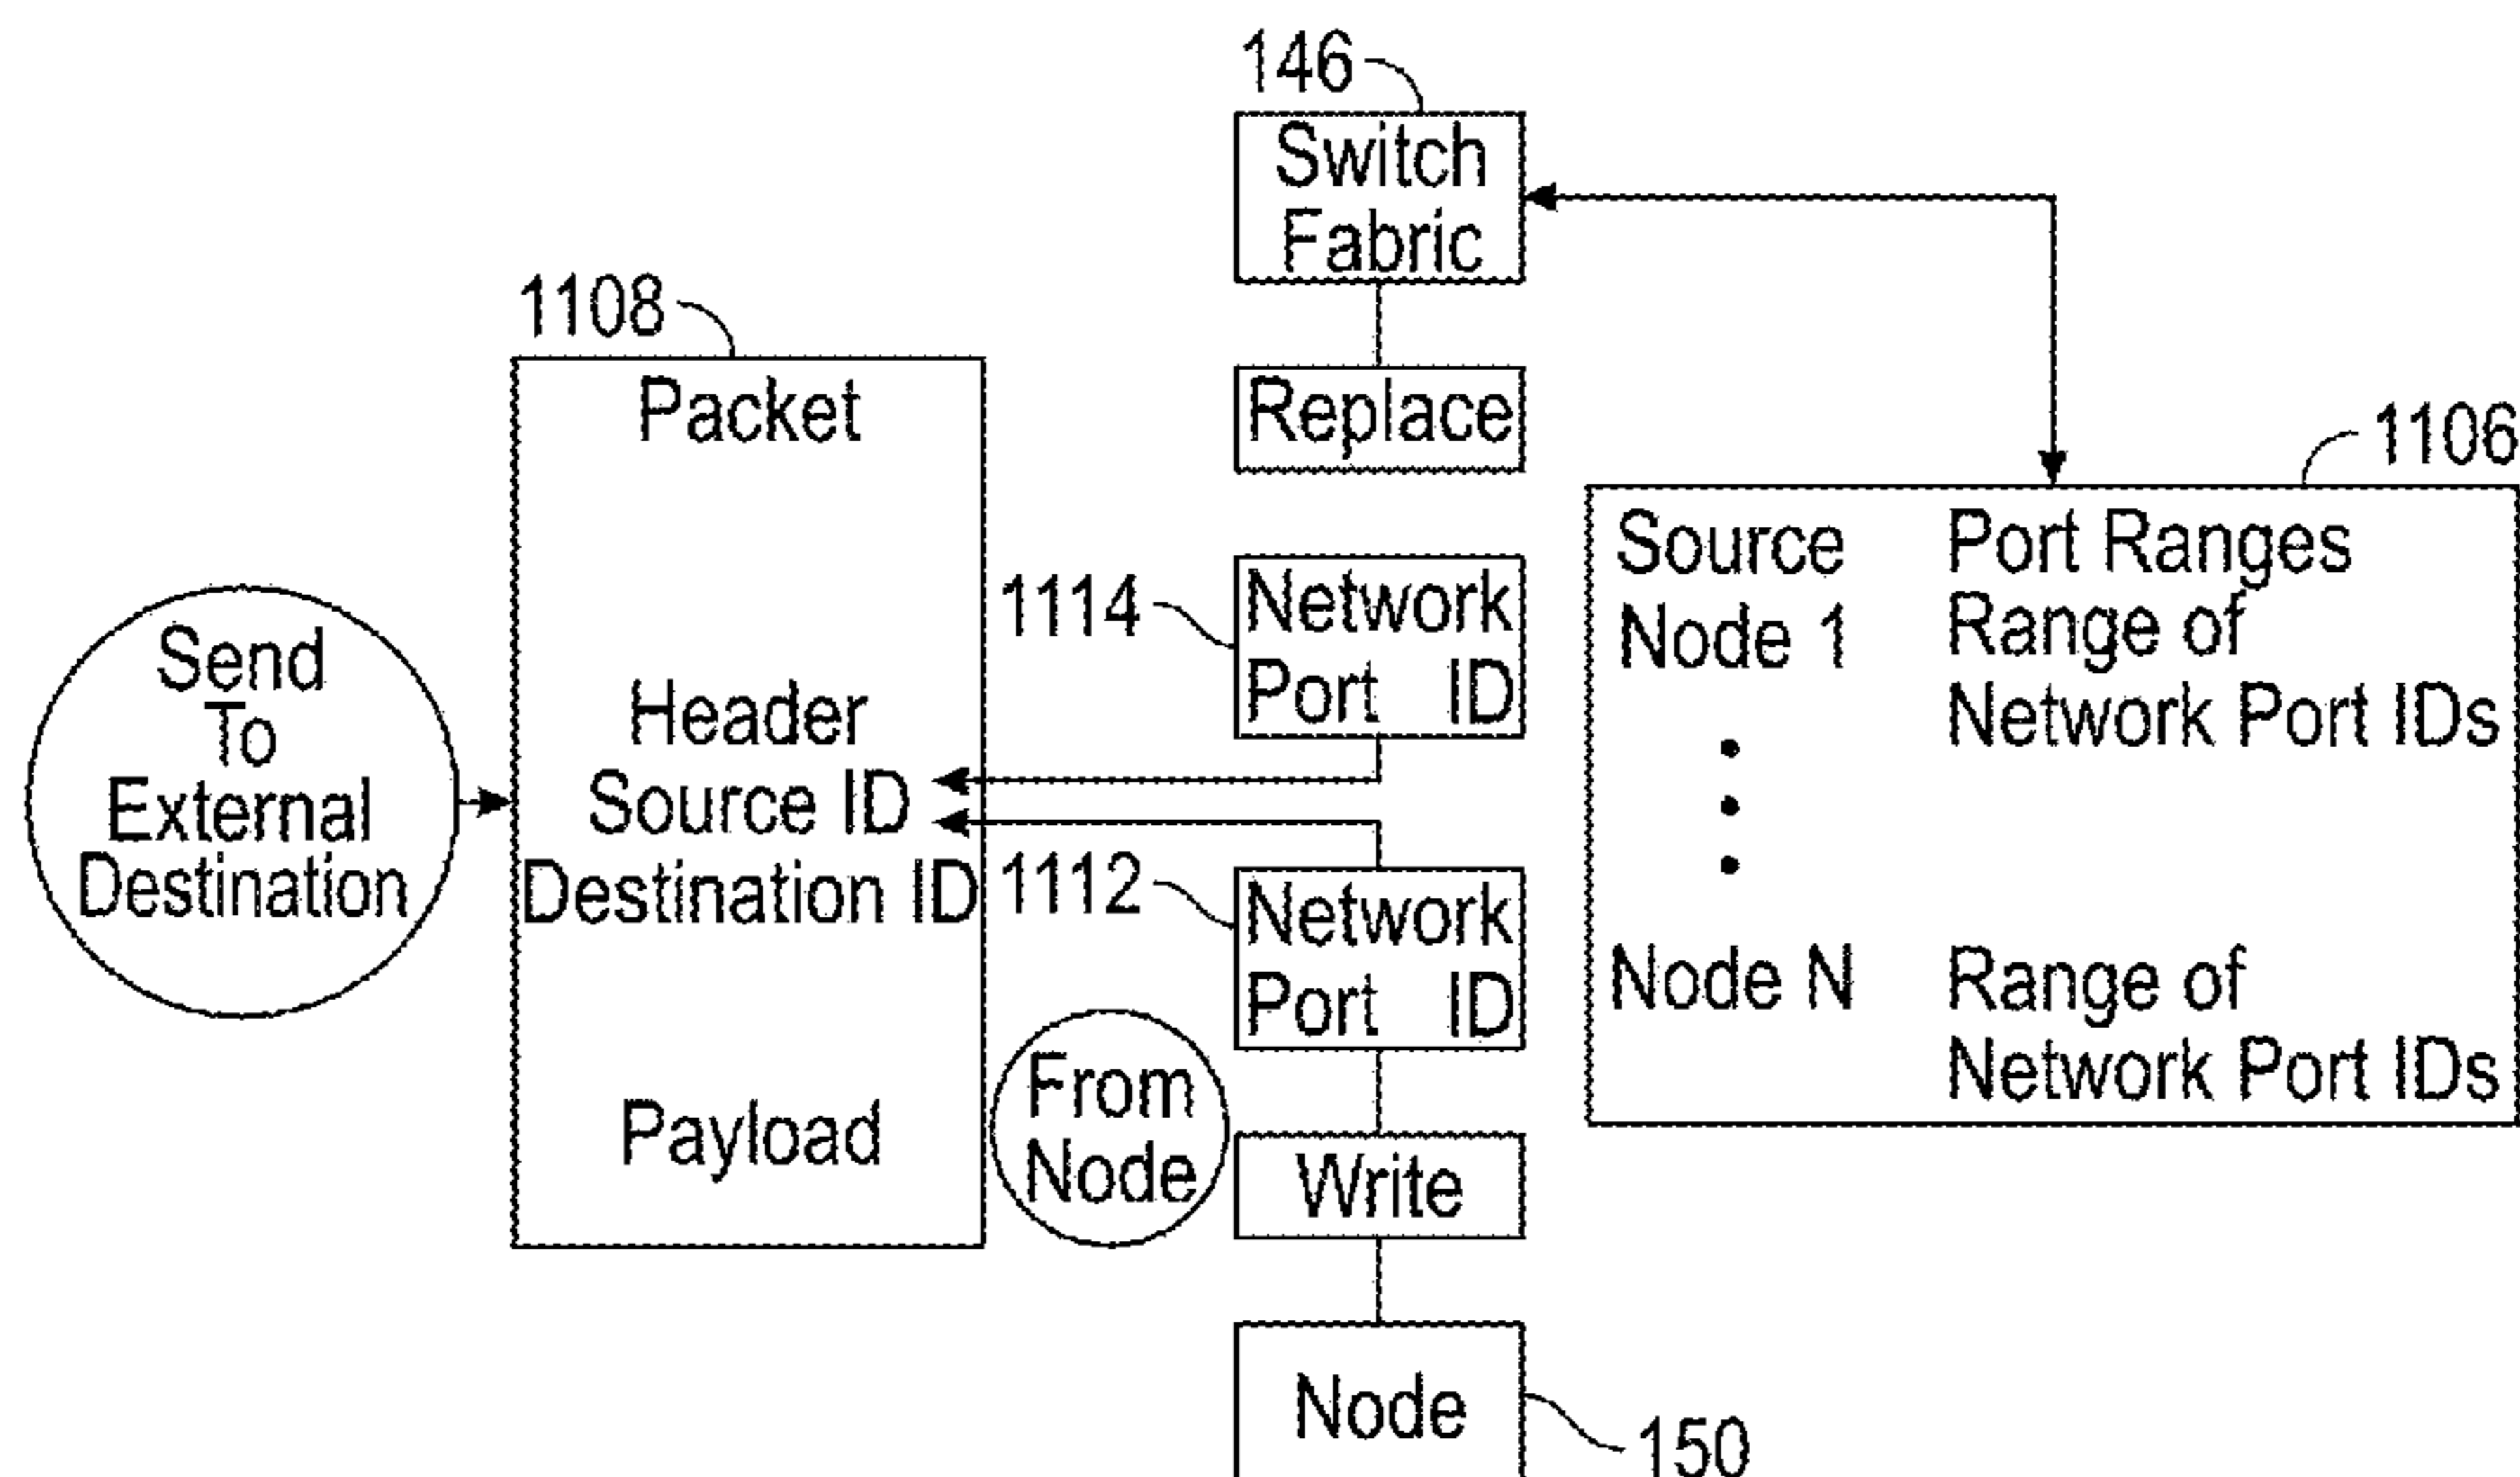 146
Switch
Fabric
1108
Packet
Replace
1106
Source Port Ranges
Node 1 Range of
Network Port IDs
1114
Network
Port ID
Send
To
External
Destination
Header
Source ID
Destination ID
1112
Network
Port ID
Node N Range of
Network Port IDs
From
Node
Payload
Write
Node
150